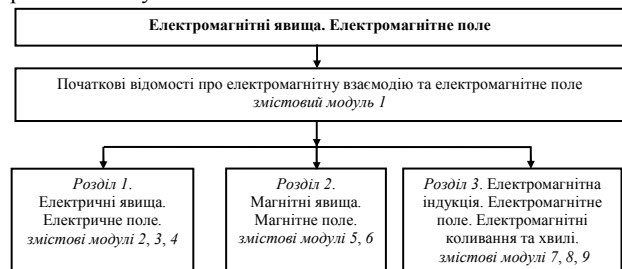 Електромагнітні явища. Електромагнітне поле
Початкові відомості про електромагнітну взаємодію та електромагнітне поле
змістовий модуль 1
Розділ 1.
Електричні явища.
Електричне поле.
змістові модулі 2, 3, 4
Розділ 2.
Магнітні явища.
Магнітне поле.
змістові модулі 5, 6
Розділ 3. Електромагнітна
індукція. Електромагнітне
поле. Електромагнітні
коливання та хвилі.
змістові модулі 7, 8, 9